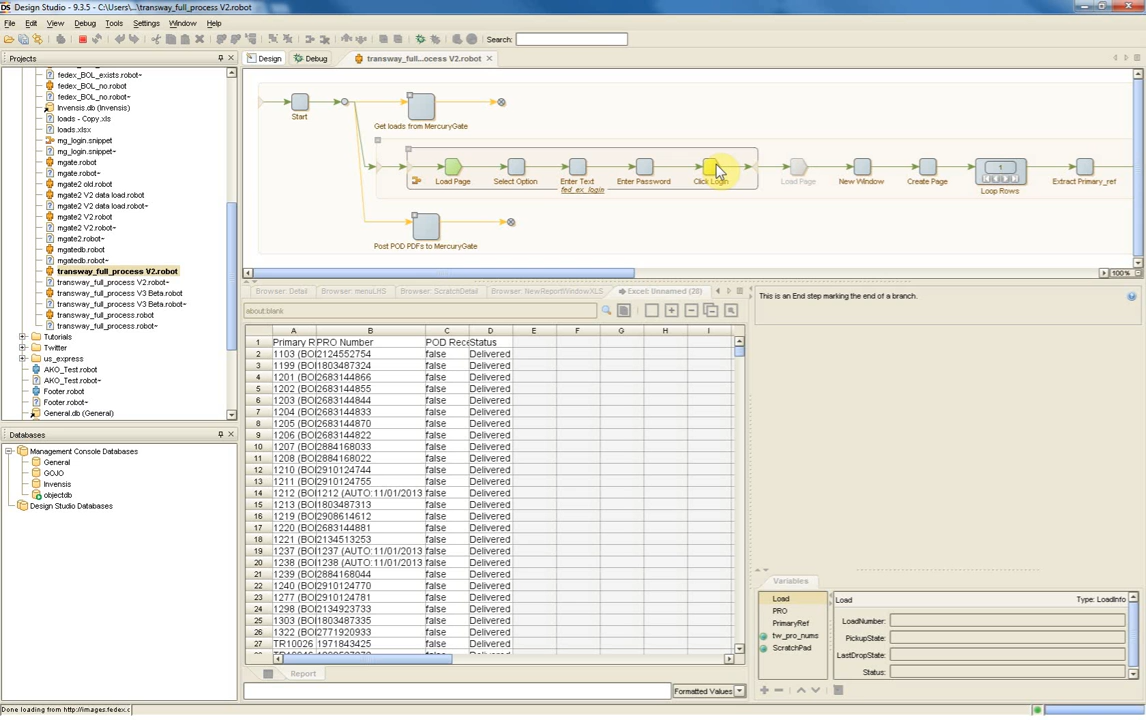 Design Studio - 9.3.5 - C:\Users\...\transway_full_process V2.robot
File Edit View Debug Tools Settings Window Help
Search:
Projects
Design Debug transway_full...ocess V2.robot
fedex_BOL_exists.robot~
fedex_BOL_no.robot
fedex_BOL_no.robot~
Invensis.db (Invensis)
loads - Copy.xls
loads.xlsx
mg_login.snippet
mg_login.snippet~
mgate.robot
mgate.robot~
mgate2 old.robot
mgate2 V2 data load.robot
mgate2 V2 data load.robot~
mgate2 V2.robot
mgate2.robot~
mgatedb.robot
mgatedb.robot~
transway_full_process V2.robot
transway_full_process V2.robot~
transway_full_process V3 Beta.robot
transway_full_process V3 Beta.robot~
transway_full_process.robot
transway_full_process.robot~
Tutorials
Twitter
us_express
AKO_Test.robot
AKO_Test.robot~
Footer.robot
Footer.robot~
General.db (General)
Databases
Management Console Databases
General
GOJO
Invensis
objectdb
Design Studio Databases
Start
Get loads from MercuryGate
Load Page Select Option Enter Text Enter Password Click Login Load Page New Window Create Page Loop Rows Extract Primary_ref
1
fed_ex_login
Post POD PDFs to MercuryGate
100%
Browser: Detail Browser: menuLHS Browser: ScratchDetail Browser: NewReportWindowXLS Excel: Unnamed (28)
about:blank
A B C D E F G H I
1 Primary R PRO Number POD Rece Status
2 1103 (BOI 2124552754 false Delivered
3 1199 (BOI 1803487324 false Delivered
4 1201 (BOI 2683144866 false Delivered
5 1202 (BOI 2683144855 false Delivered
6 1203 (BOI 2683144844 false Delivered
7 1204 (BOI 2683144833 false Delivered
8 1205 (BOI 2683144870 false Delivered
9 1206 (BOI 2683144822 false Delivered
10 1207 (BOI 2884168033 false Delivered
11 1208 (BOI 2884168022 false Delivered
12 1210 (BOI 2910124744 false Delivered
13 1211 (BOI 2910124755 false Delivered
14 1212 (BOI 1212 (AUTO:11/01/2013 false Delivered
15 1213 (BOI 1803487313 false Delivered
16 1219 (BOI 2908614612 false Delivered
17 1220 (BOI 2683144881 false Delivered
18 1221 (BOI 2134513253 false Delivered
19 1237 (BOI 1237 (AUTO:11/01/2013 false Delivered
20 1238 (BOI 1238 (AUTO:11/01/2013 false Delivered
21 1239 (BOI 2884168044 false Delivered
22 1240 (BOI 2910124770 false Delivered
23 1277 (BOI 2910124781 false Delivered
24 1298 (BOI 2134923733 false Delivered
25 1303 (BOI 1803487335 false Delivered
26 1322 (BOI 2771920933 false Delivered
27 TR10026 1971843425 false Delivered
Report
Formatted Values
This is an End step marking the end of a branch.
Variables
Load
PRO
PrimaryRef
tw_pro_nums
ScratchPad
Load Type: LoadInfo
LoadNumber:
PickupState:
LastDropState:
Status:
Done loading from http://images.fedex.c